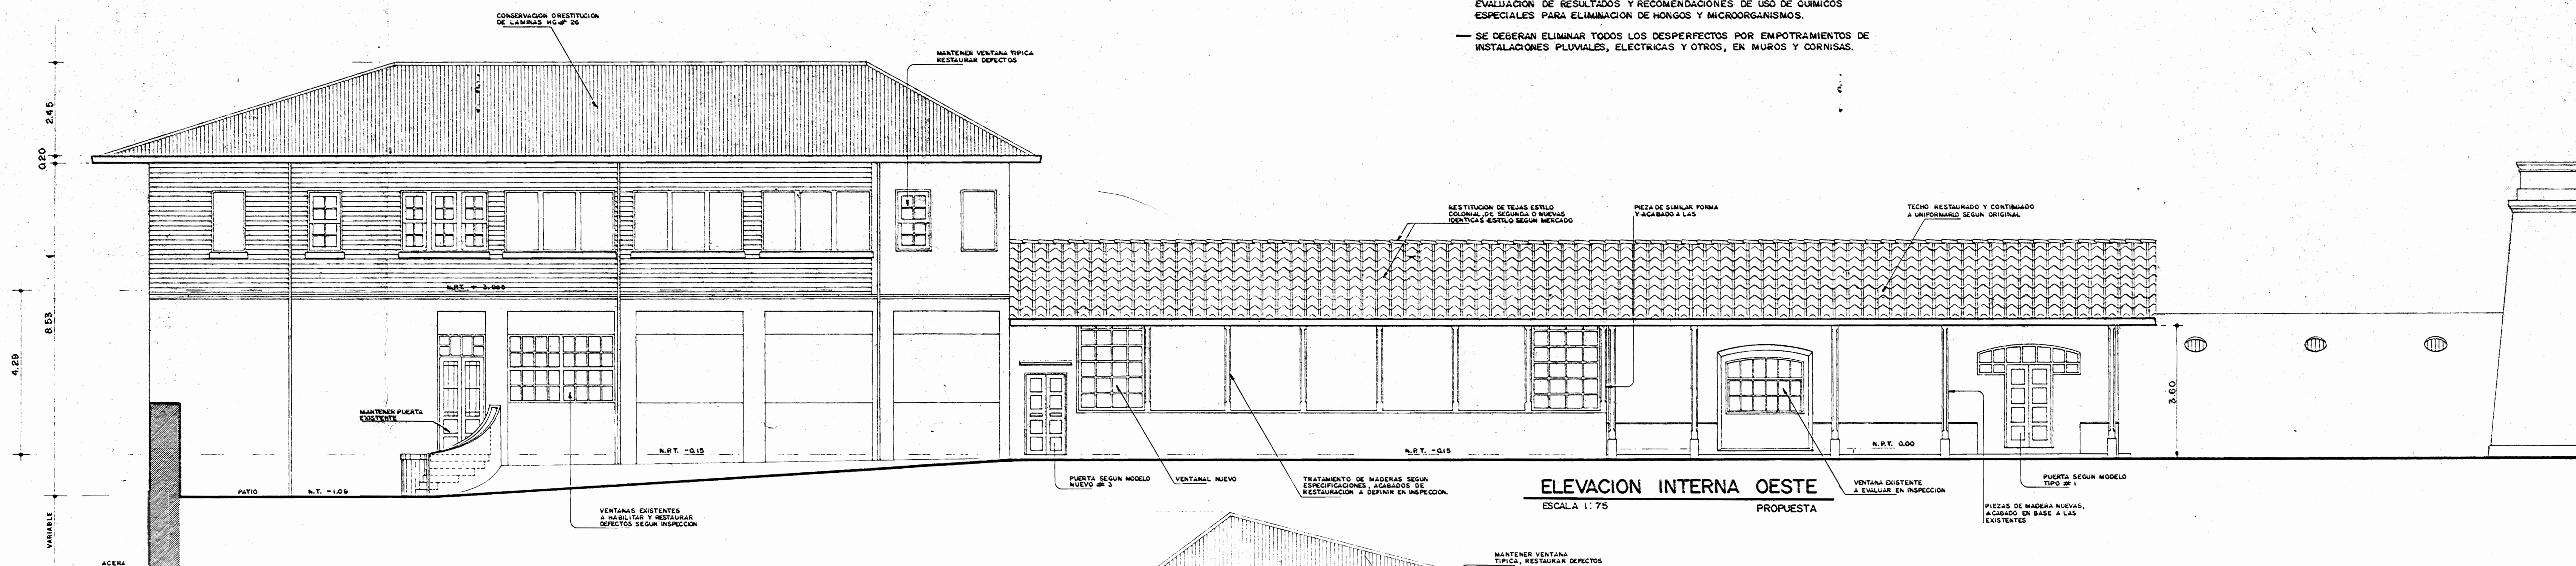 EVALUACION DE RESULTADOS Y RECOMENDACIONES DE USO DE QUIMICOS
ESPECIALES PARA ELIMINACION DE HONGOS Y MICROORGANISMOS.
— SE DEBERAN ELIMINAR TODOS LOS DESPERFECTOS POR EMPOTRAMIENTOS DE
INSTALACIONES PLUVIALES, ELECTRICAS Y OTROS, EN MUROS Y CORNISAS.
CONSERVACION O RESTITUCION
DE LAMINAS HG # 26
MANTENER VENTANA TIPICA
RESTAURAR DEFECTOS
2.45
0.20
8.53
4.29
VARIABLE
RESTITUCION DE TEJAS ESTILO
COLONIAL, DE SEGUNDA O NUEVAS
IDENTICAS ESTILO SEGUN MERCADO
PIEZA DE SIMILAR FORMA
Y ACABADO A LAS
TECHO RESTAURADO Y CONTINUADO
A UNIFORMARLO SEGUN ORIGINAL
N.P.T. + 3.985
MANTENER PUERTA
EXISTENTE
N.P.T. -0.15
N.P.T. -0.15
N.P.T. 0.00
3.60
PATIO
N.T. -1.09
VENTANAS EXISTENTES
A HABILITAR Y RESTAURAR
DEFECTOS SEGUN INSPECCION
PUERTA SEGUN MODELO
NUEVO # 3
VENTANAL NUEVO
TRATAMIENTO DE MADERAS SEGUN
ESPECIFICACIONES, ACABADOS DE
RESTAURACION A DEFINIR EN INSPECCION.
ELEVACION INTERNA OESTE
ESCALA 1:75
PROPUESTA
VENTANA EXISTENTE
A EVALUAR EN INSPECCION
PUERTA SEGUN MODELO
TIPO # 1
PIEZAS DE MADERA NUEVAS,
ACABADO EN BASE A LAS
EXISTENTES
ACERA
MANTENER VENTANA
TIPICA, RESTAURAR DEFECTOS